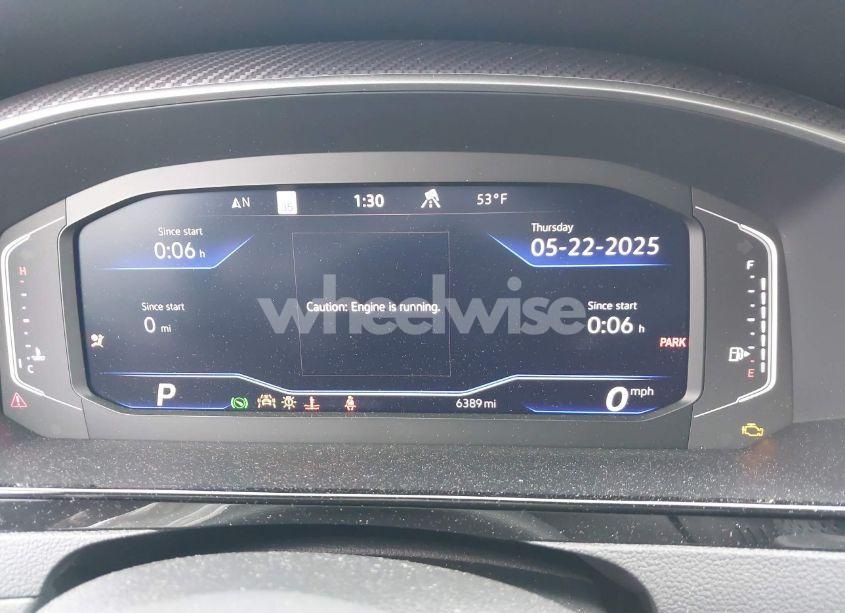 N 35 1:30 53°F
Since start
0:06 h
Thursday
05-22-2025
H
F
Caution: Engine is running.
wheelwise
Since start
0 mi
Since start
0:06 h
PARK
C
E
P
6389 mi
0 mph